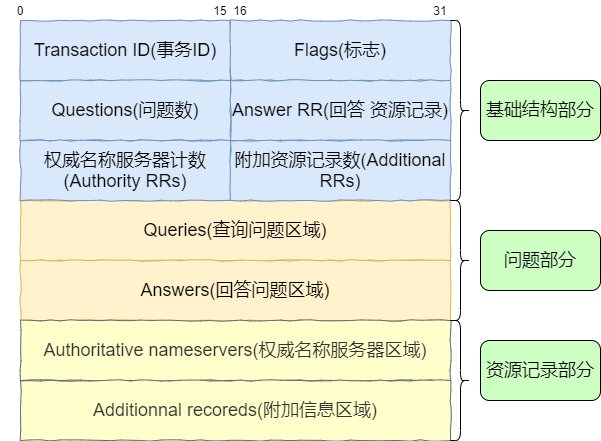 0 15 16 31
Transaction ID(事务ID) Flags(标志)
Questions(问题数) Answer RR(回答 资源记录)
基础结构部分
权威名称服务器计数
(Authority RRs)
附加资源记录数(Additional
RRs)
Queries(查询问题区域)
问题部分
Answers(回答问题区域)
Authoritative nameservers(权威名称服务器区域)
资源记录部分
Additionnal recoreds(附加信息区域)